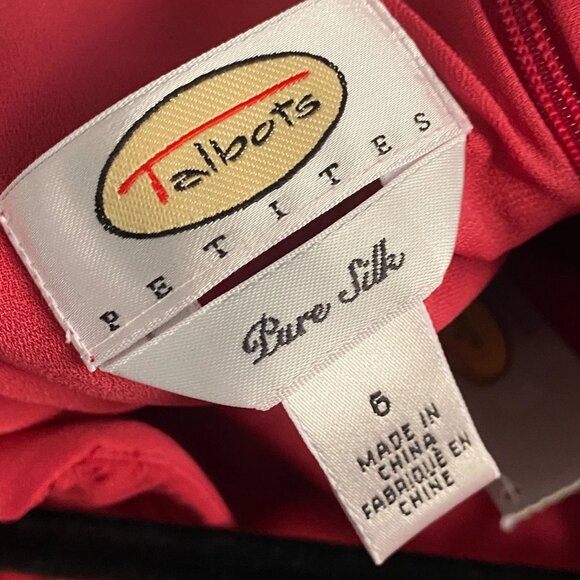 Talbots
PETITES
Pure Silk
6
MADE IN
CHINA
FABRIQUÉ EN
CHINE